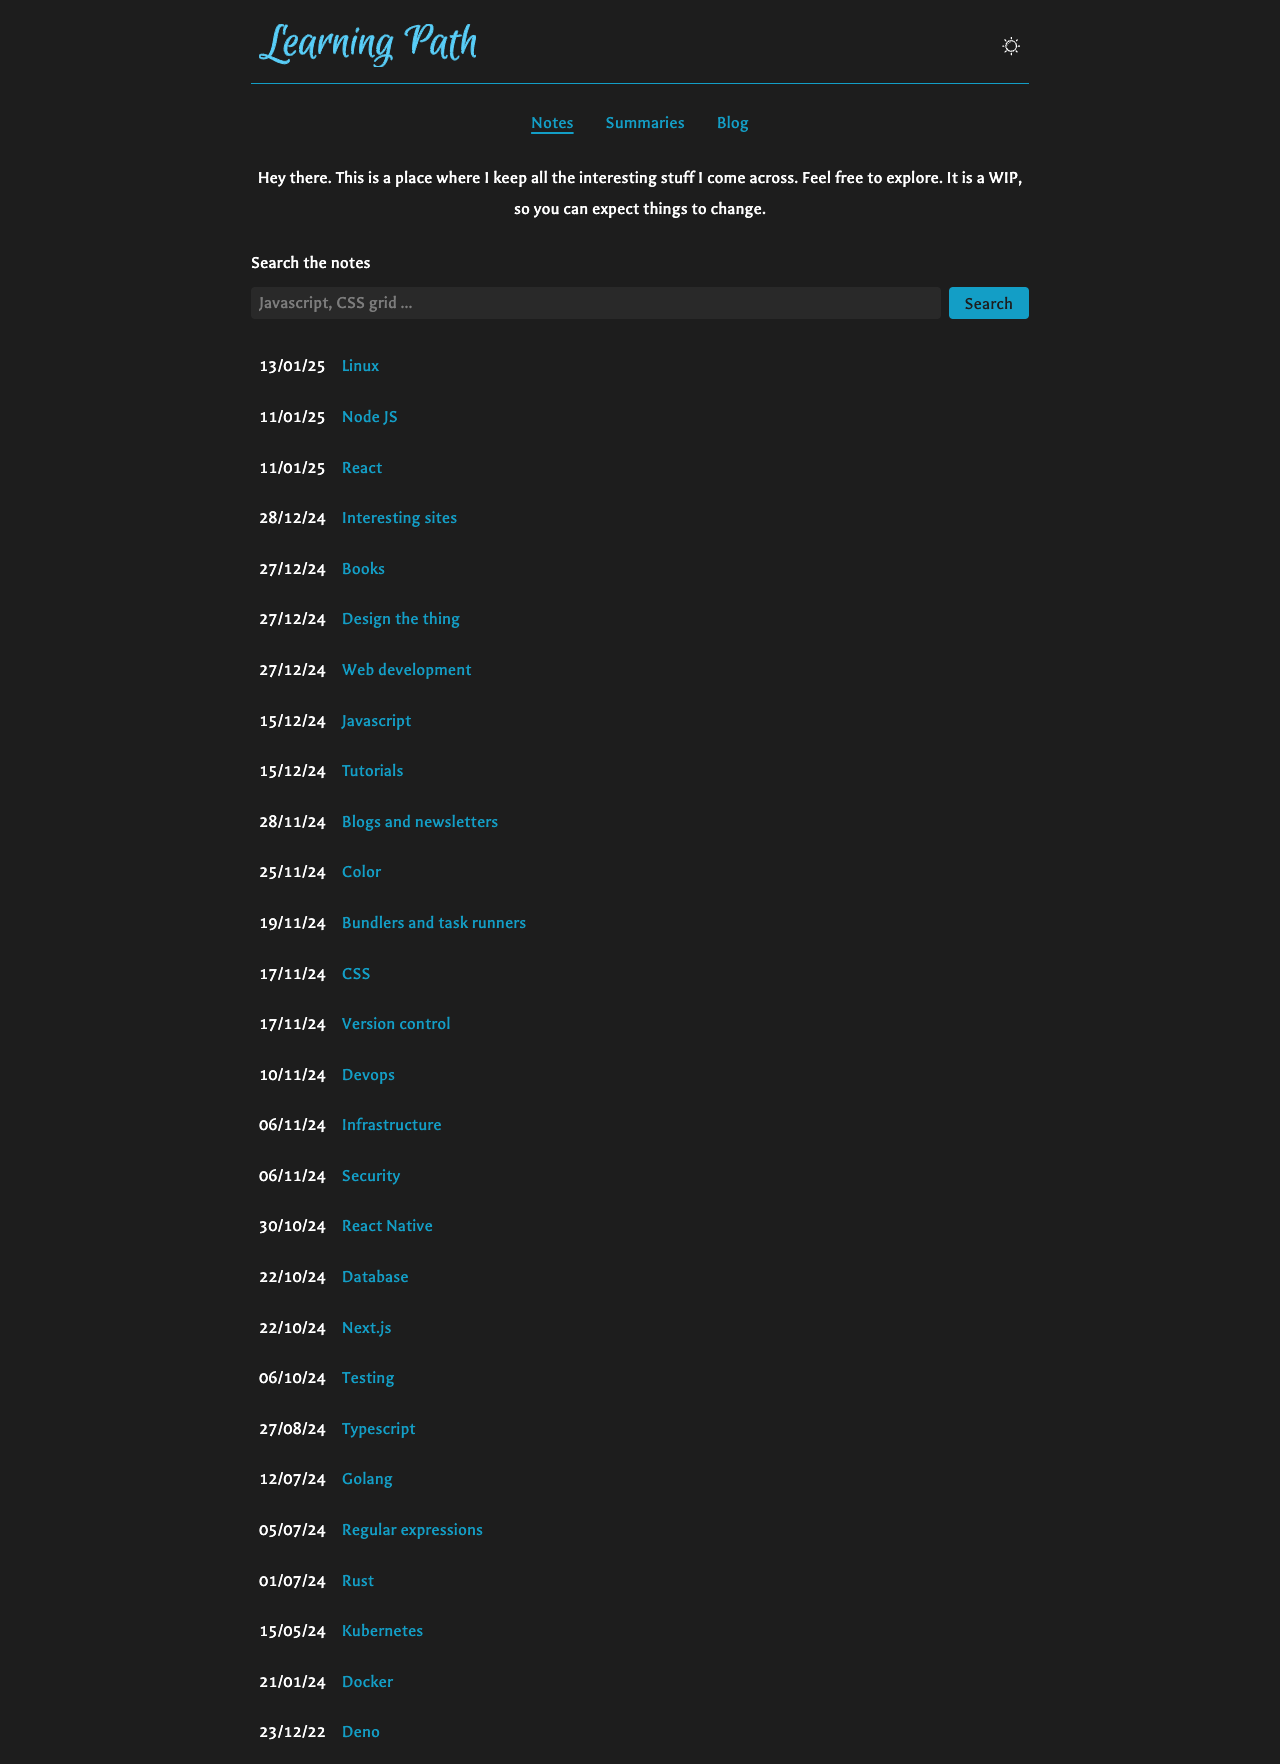 Learning Path
Notes Summaries Blog
Hey there. This is a place where I keep all the interesting stuff I come across. Feel free to explore. It is a WIP,
so you can expect things to change.
Search the notes
Javascript, CSS grid ... Search
13/01/25 Linux
11/01/25 Node JS
11/01/25 React
28/12/24 Interesting sites
27/12/24 Books
27/12/24 Design the thing
27/12/24 Web development
15/12/24 Javascript
15/12/24 Tutorials
28/11/24 Blogs and newsletters
25/11/24 Color
19/11/24 Bundlers and task runners
17/11/24 CSS
17/11/24 Version control
10/11/24 Devops
06/11/24 Infrastructure
06/11/24 Security
30/10/24 React Native
22/10/24 Database
22/10/24 Next.js
06/10/24 Testing
27/08/24 Typescript
12/07/24 Golang
05/07/24 Regular expressions
01/07/24 Rust
15/05/24 Kubernetes
21/01/24 Docker
23/12/22 Deno